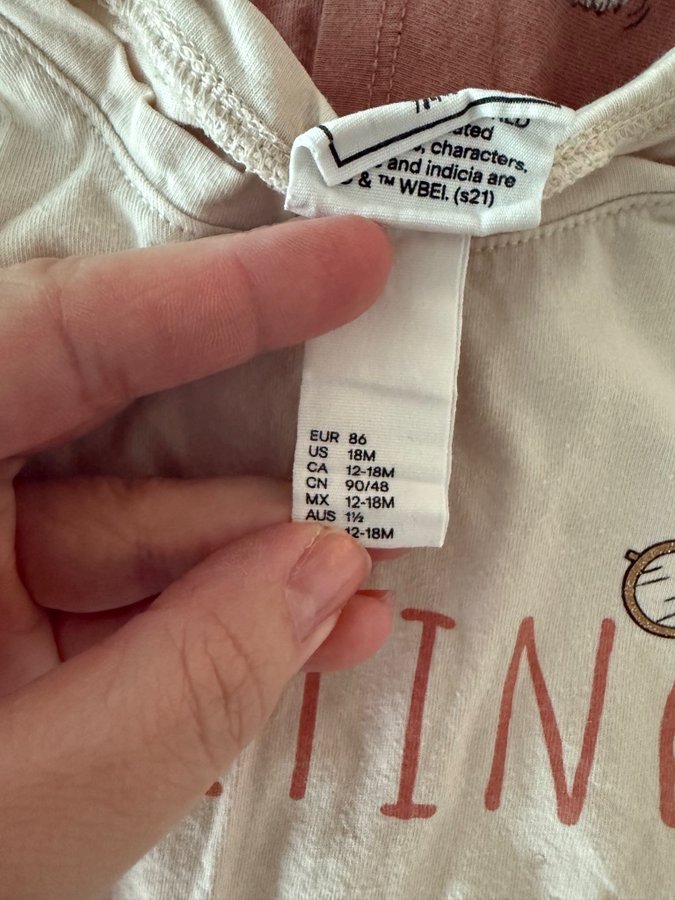 ated
, characters,
and indicia are
& ™ WBEI. (s21)
EUR 86
US 18M
CA 12-18M
CN 90/48
MX 12-18M
AUS 1½
12-18M
TIN